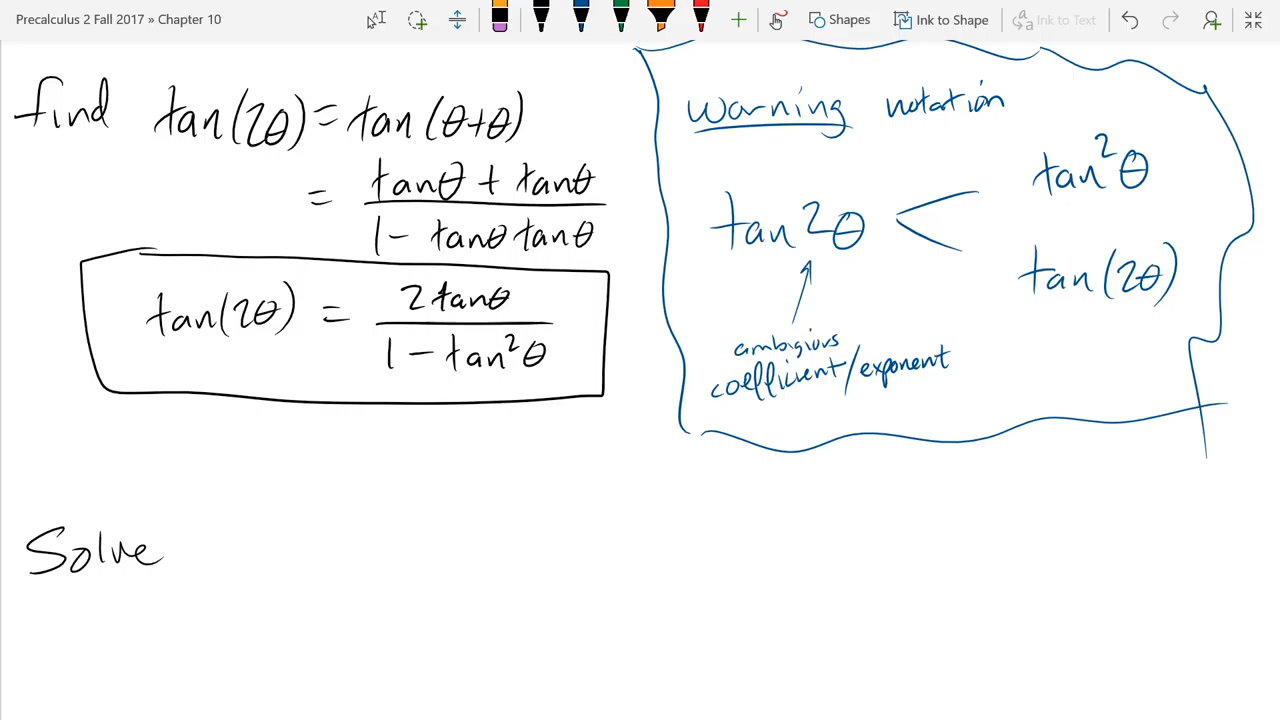 Precalculus 2 Fall 2017 » Chapter 10
Shapes
Ink to Shape
Ink to Text
find tan(2θ) = tan(θ+θ)
= tanθ + tanθ
1 - tanθ tanθ
tan(2θ) = 2tanθ
1 - tan²θ
warning notation
tan²θ
tan 2θ <
tan(2θ)
ambigious
coefficient/exponent
Solve